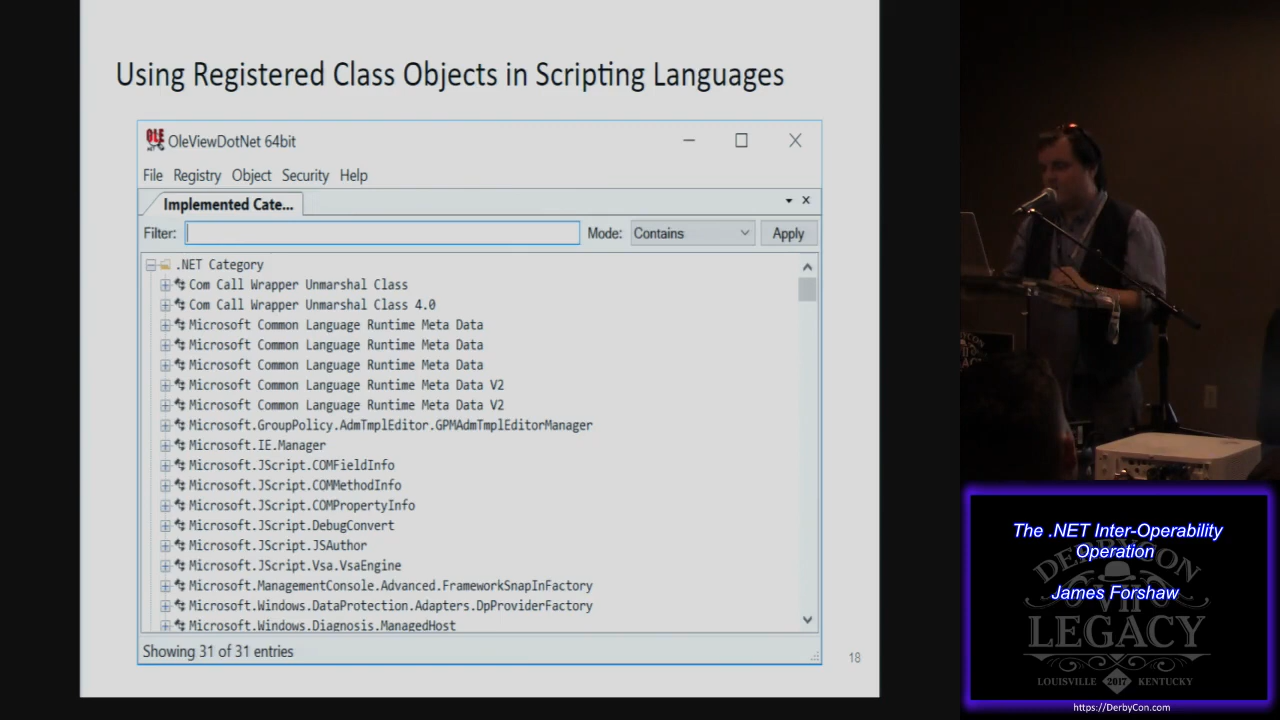 Using Registered Class Objects in Scripting Languages
OLE
.NET
OleViewDotNet 64bit
File Registry Object Security Help
Implemented Cate...
Filter: Mode: Contains Apply
.NET Category
Com Call Wrapper Unmarshal Class
Com Call Wrapper Unmarshal Class 4.0
Microsoft Common Language Runtime Meta Data
Microsoft Common Language Runtime Meta Data
Microsoft Common Language Runtime Meta Data
Microsoft Common Language Runtime Meta Data V2
Microsoft Common Language Runtime Meta Data V2
Microsoft.GroupPolicy.AdmTmplEditor.GPMAdmTmplEditorManager
Microsoft.IE.Manager
Microsoft.JScript.COMFieldInfo
Microsoft.JScript.COMMethodInfo
Microsoft.JScript.COMPropertyInfo
Microsoft.JScript.DebugConvert
Microsoft.JScript.JSAuthor
Microsoft.JScript.Vsa.VsaEngine
Microsoft.ManagementConsole.Advanced.FrameworkSnapInFactory
Microsoft.Windows.DataProtection.Adapters.DpProviderFactory
Microsoft.Windows.Diagnosis.ManagedHost
Showing 31 of 31 entries
18
The .NET Inter-Operability
Operation
James Forshaw
DERBYCON
VII
LEGACY
LOUISVILLE 2017 KENTUCKY
https://DerbyCon.com